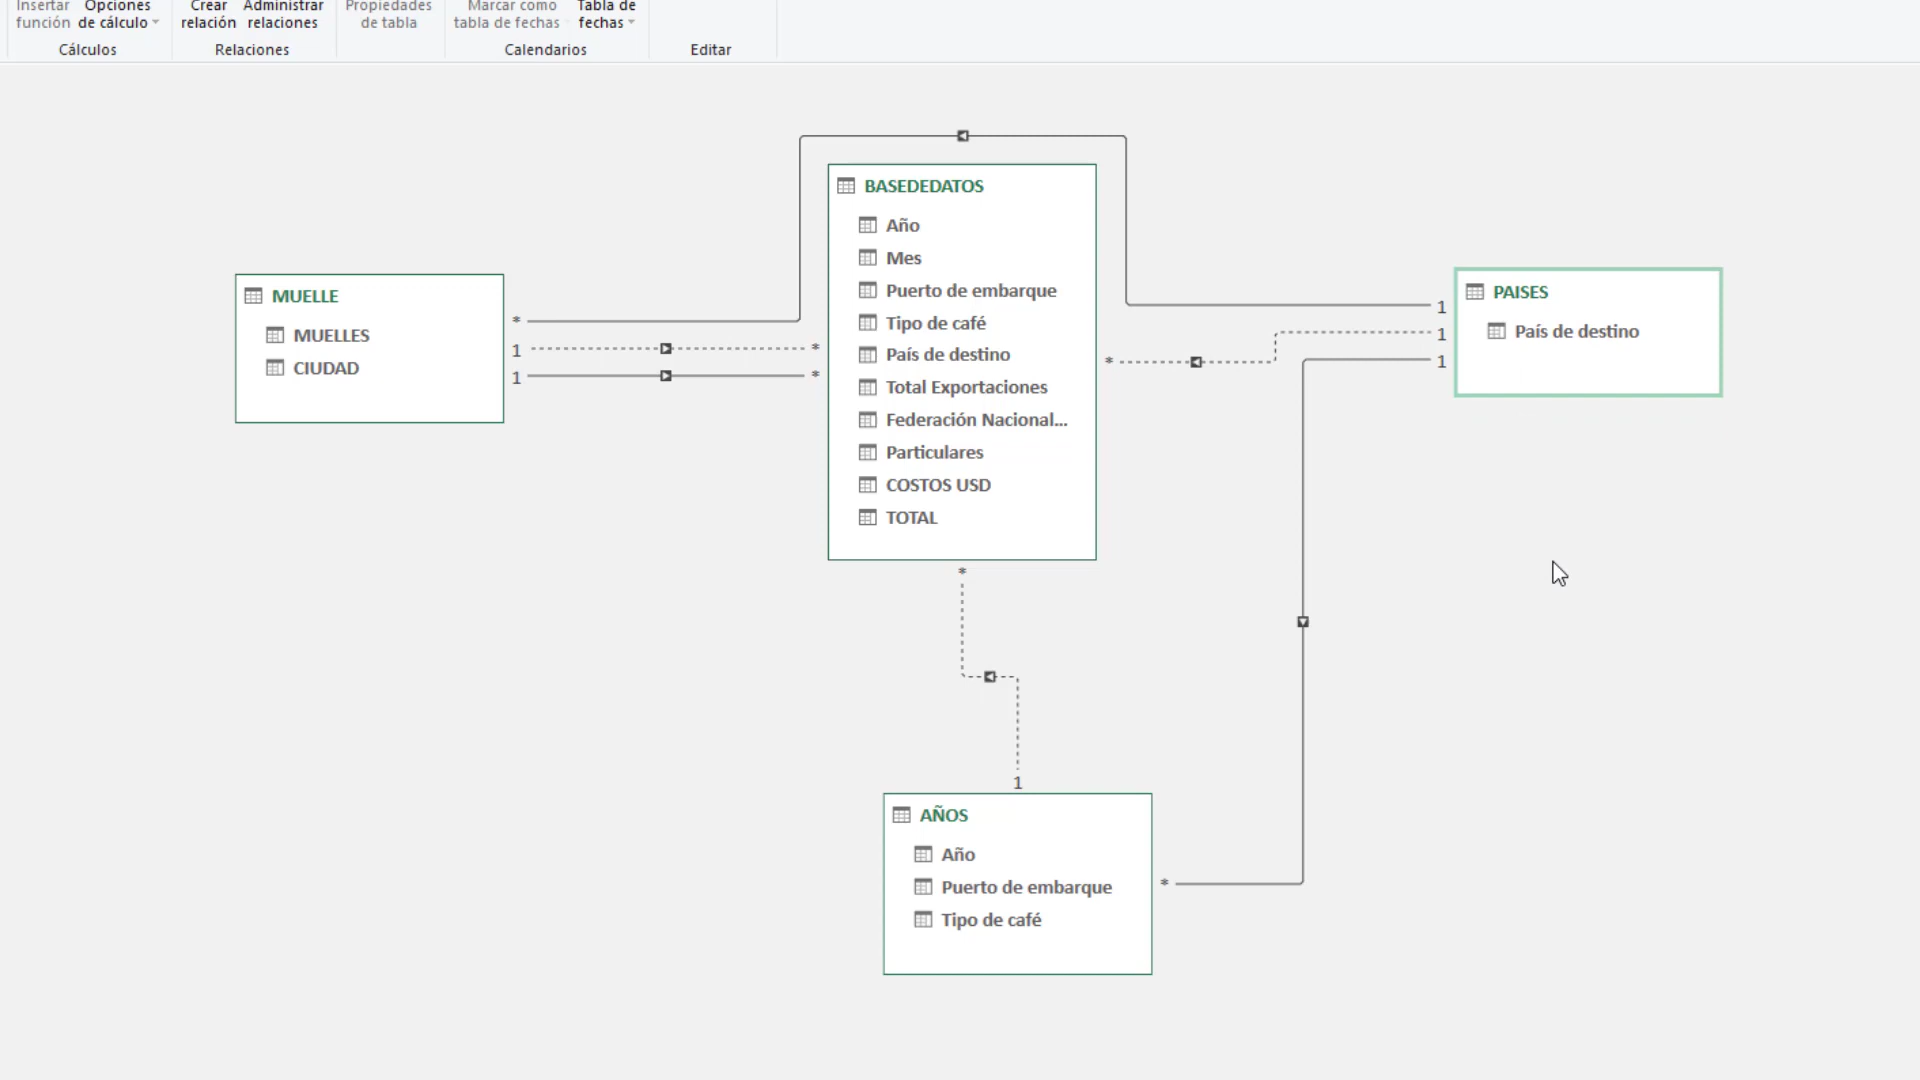 Insertar función
Opciones de cálculo
Crear relación
Administrar relaciones
Propiedades de tabla
Marcar como tabla de fechas
Tabla de fechas
Cálculos
Relaciones
Calendarios
Editar
BASEDEDATOS
Año
Mes
Puerto de embarque
Tipo de café
País de destino
Total Exportaciones
Federación Nacional...
Particulares
COSTOS USD
TOTAL
MUELLE
MUELLES
CIUDAD
*
1
1
*
*
PAISES
País de destino
1
1
1
*
*
1
AÑOS
Año
Puerto de embarque
Tipo de café
*